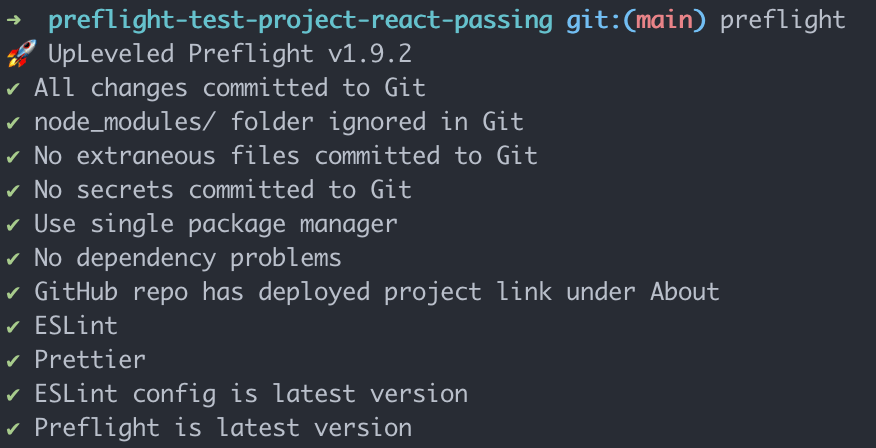 ➜ preflight-test-project-react-passing git:(main) preflight
🚀 UpLeveled Preflight v1.9.2
✔ All changes committed to Git
✔ node_modules/ folder ignored in Git
✔ No extraneous files committed to Git
✔ No secrets committed to Git
✔ Use single package manager
✔ No dependency problems
✔ GitHub repo has deployed project link under About
✔ ESLint
✔ Prettier
✔ ESLint config is latest version
✔ Preflight is latest version